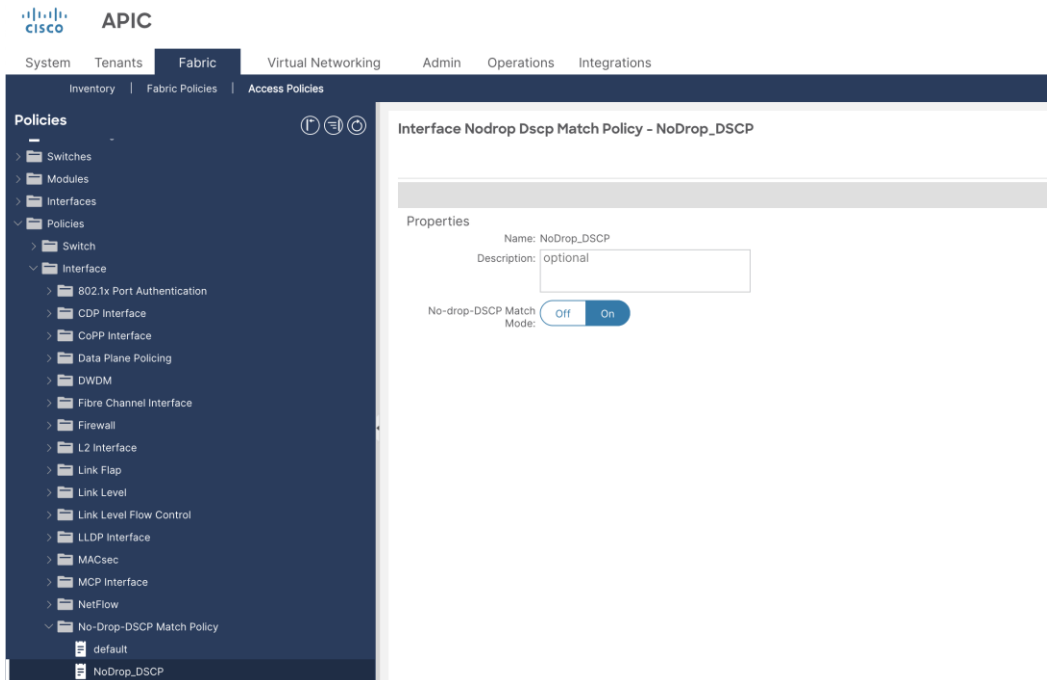 CISCO APIC
System Tenants Fabric Virtual Networking Admin Operations Integrations
Inventory | Fabric Policies | Access Policies
Policies
Switches
Modules
Interfaces
Policies
Switch
Interface
802.1x Port Authentication
CDP Interface
CoPP Interface
Data Plane Policing
DWDM
Fibre Channel Interface
Firewall
L2 Interface
Link Flap
Link Level
Link Level Flow Control
LLDP Interface
MACsec
MCP Interface
NetFlow
No-Drop-DSCP Match Policy
default
NoDrop_DSCP
Interface Nodrop Dscp Match Policy - NoDrop_DSCP
Properties
Name: NoDrop_DSCP
Description: optional
No-drop-DSCP Match
Mode: Off On